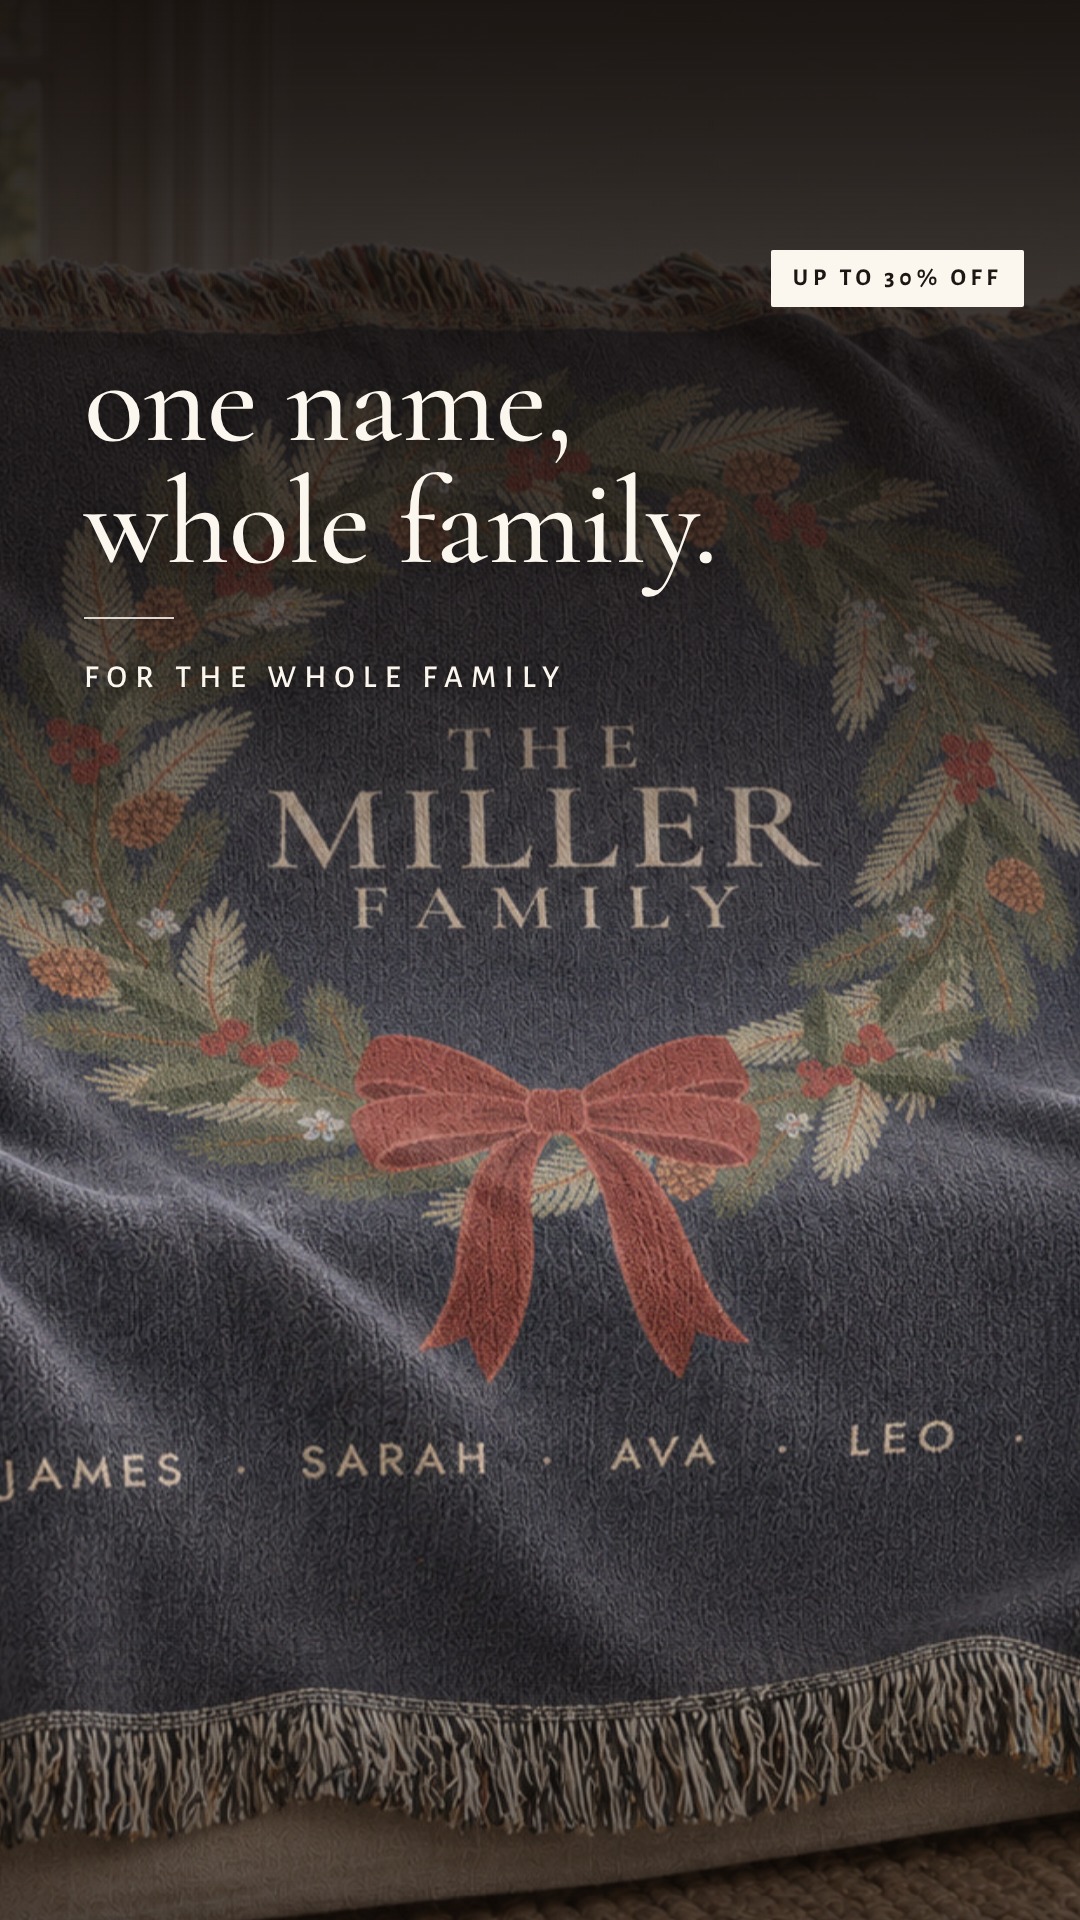 UP TO 30% OFF
one name,
whole family.
FOR THE WHOLE FAMILY
THE
MILLER
FAMILY
JAMES · SARAH · AVA · LEO ·